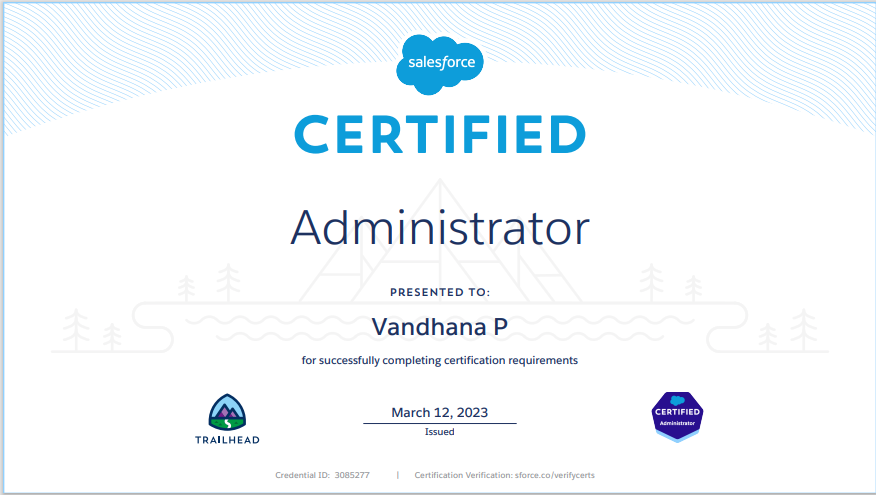 salesforce
CERTIFIED
Administrator
PRESENTED TO:
Vandhana P
for successfully completing certification requirements
March 12, 2023
Issued
TRAILHEAD
CERTIFIED
Administrator
Credential ID: 3085277 | Certification Verification: sforce.co/verifycerts